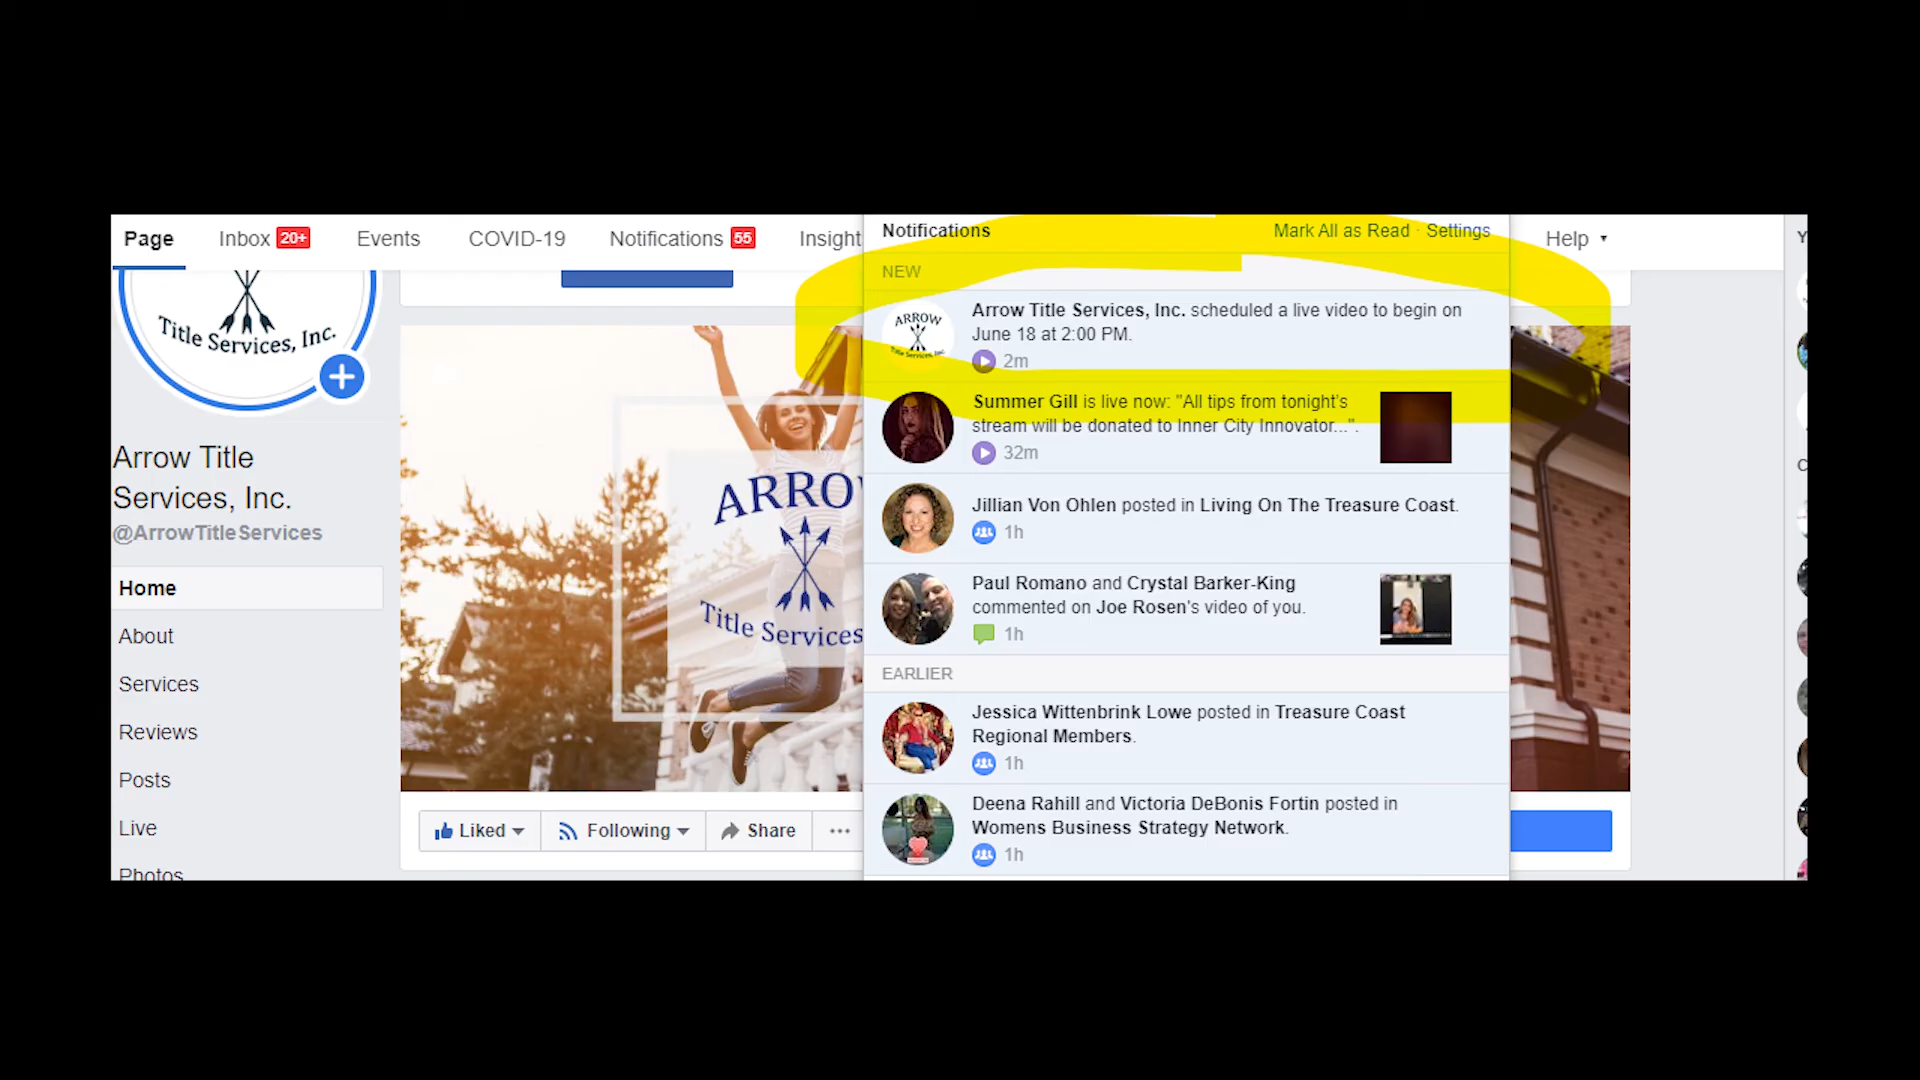 Page Inbox 20+ Events COVID-19 Notifications 55 Insight
Help
Title Services, Inc.
Arrow Title
Services, Inc.
@ArrowTitleServices
Home
About
Services
Reviews
Posts
Live
Photos
ARRO
Title Services
Liked
Following
Share
Notifications
Mark All as Read · Settings
NEW
ARROW
Title Services, Inc.
Arrow Title Services, Inc. scheduled a live video to begin on
June 18 at 2:00 PM.
2m
Summer Gill is live now: "All tips from tonight's
stream will be donated to Inner City Innovator...".
32m
Jillian Von Ohlen posted in Living On The Treasure Coast.
1h
Paul Romano and Crystal Barker-King
commented on Joe Rosen's video of you.
1h
EARLIER
Jessica Wittenbrink Lowe posted in Treasure Coast
Regional Members.
1h
Deena Rahill and Victoria DeBonis Fortin posted in
Womens Business Strategy Network.
1h
Y
C